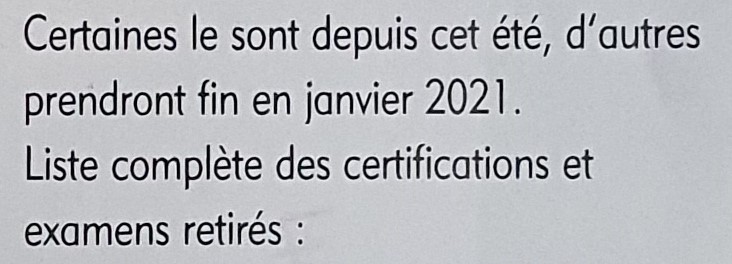 Certaines le sont depuis cet été, d'autres
prendront fin en janvier 2021.
Liste complète des certifications et
examens retirés :